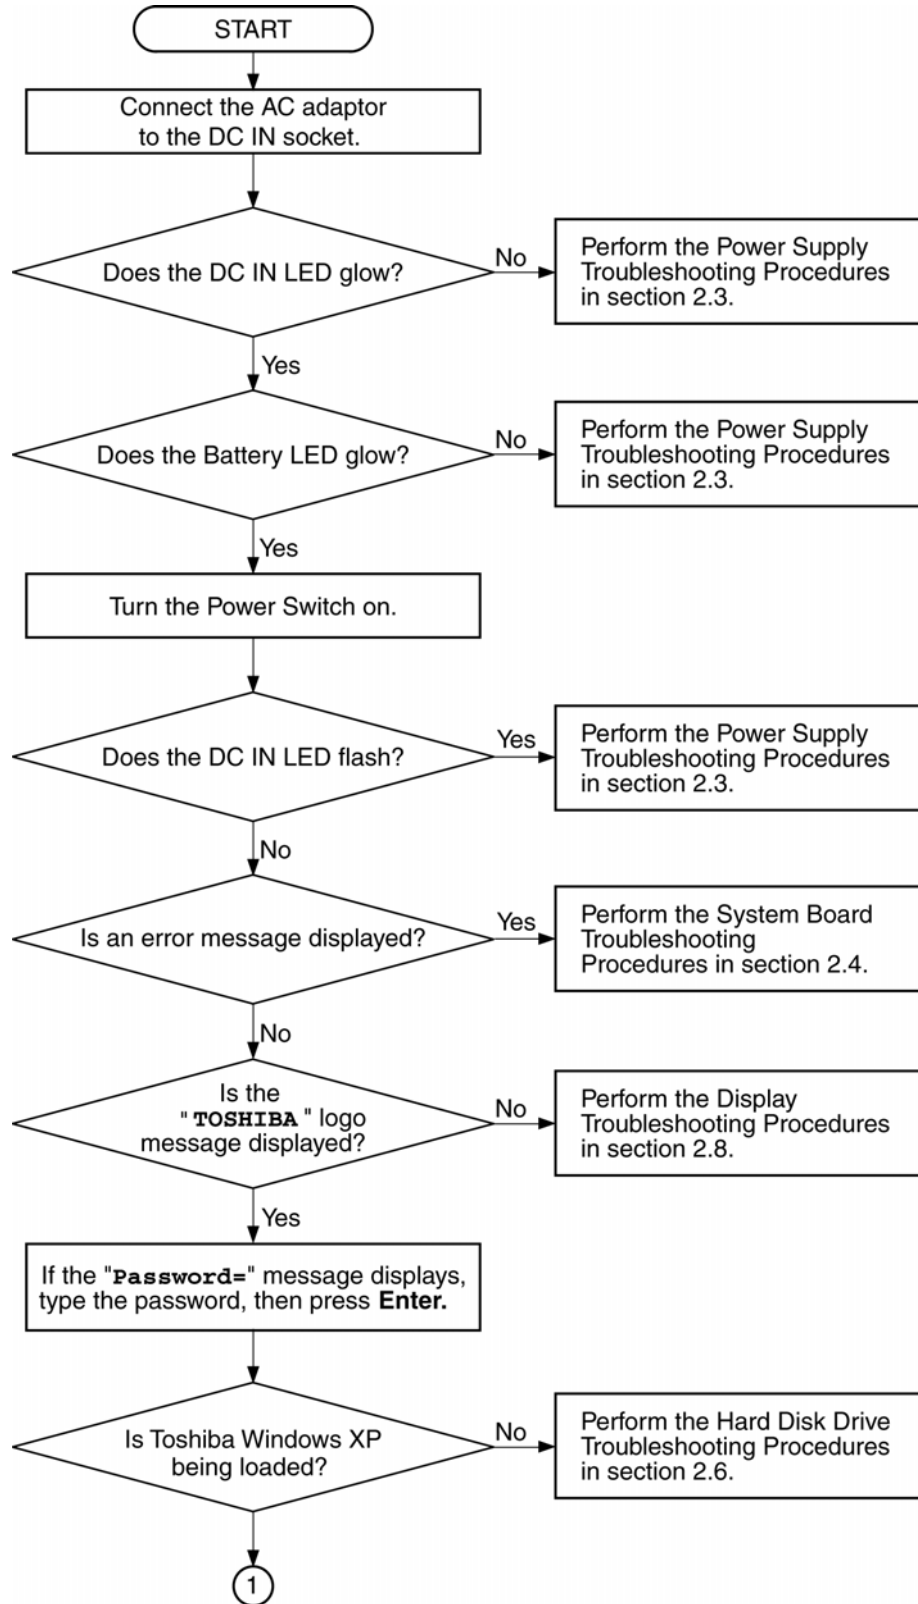 START
Connect the AC adaptor
to the DC IN socket.
Does the DC IN LED glow?
No
Perform the Power Supply
Troubleshooting Procedures
in section 2.3.
Yes
Does the Battery LED glow?
No
Perform the Power Supply
Troubleshooting Procedures
in section 2.3.
Yes
Turn the Power Switch on.
Does the DC IN LED flash?
Yes
Perform the Power Supply
Troubleshooting Procedures
in section 2.3.
No
Is an error message displayed?
Yes
Perform the System Board
Troubleshooting
Procedures in section 2.4.
No
Is the
"TOSHIBA" logo
message displayed?
No
Perform the Display
Troubleshooting Procedures
in section 2.8.
Yes
If the "Password=" message displays,
type the password, then press Enter.
Is Toshiba Windows XP
being loaded?
No
Perform the Hard Disk Drive
Troubleshooting Procedures
in section 2.6.
1